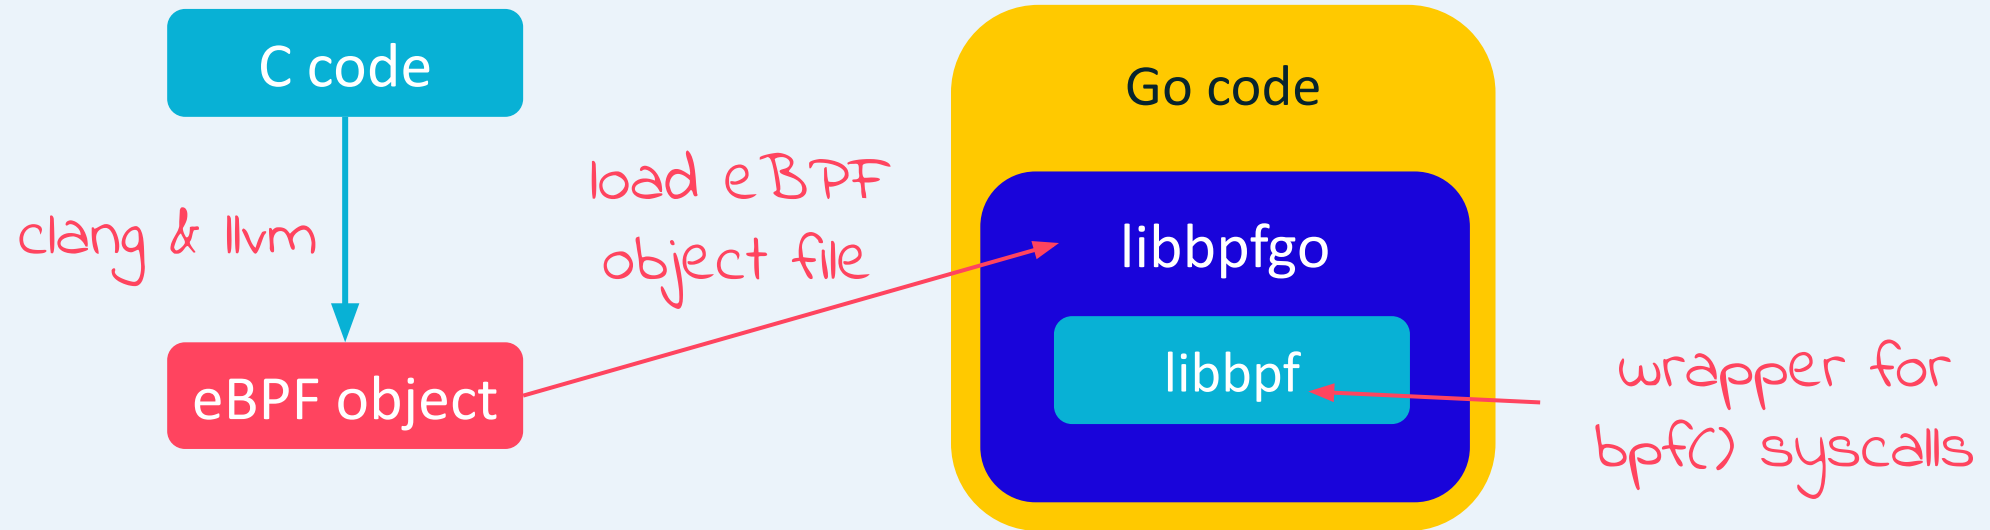 C code
clang & llvm
eBPF object
load eBPF
object file
Go code
libbpfgo
libbpf
wrapper for
bpf() syscalls